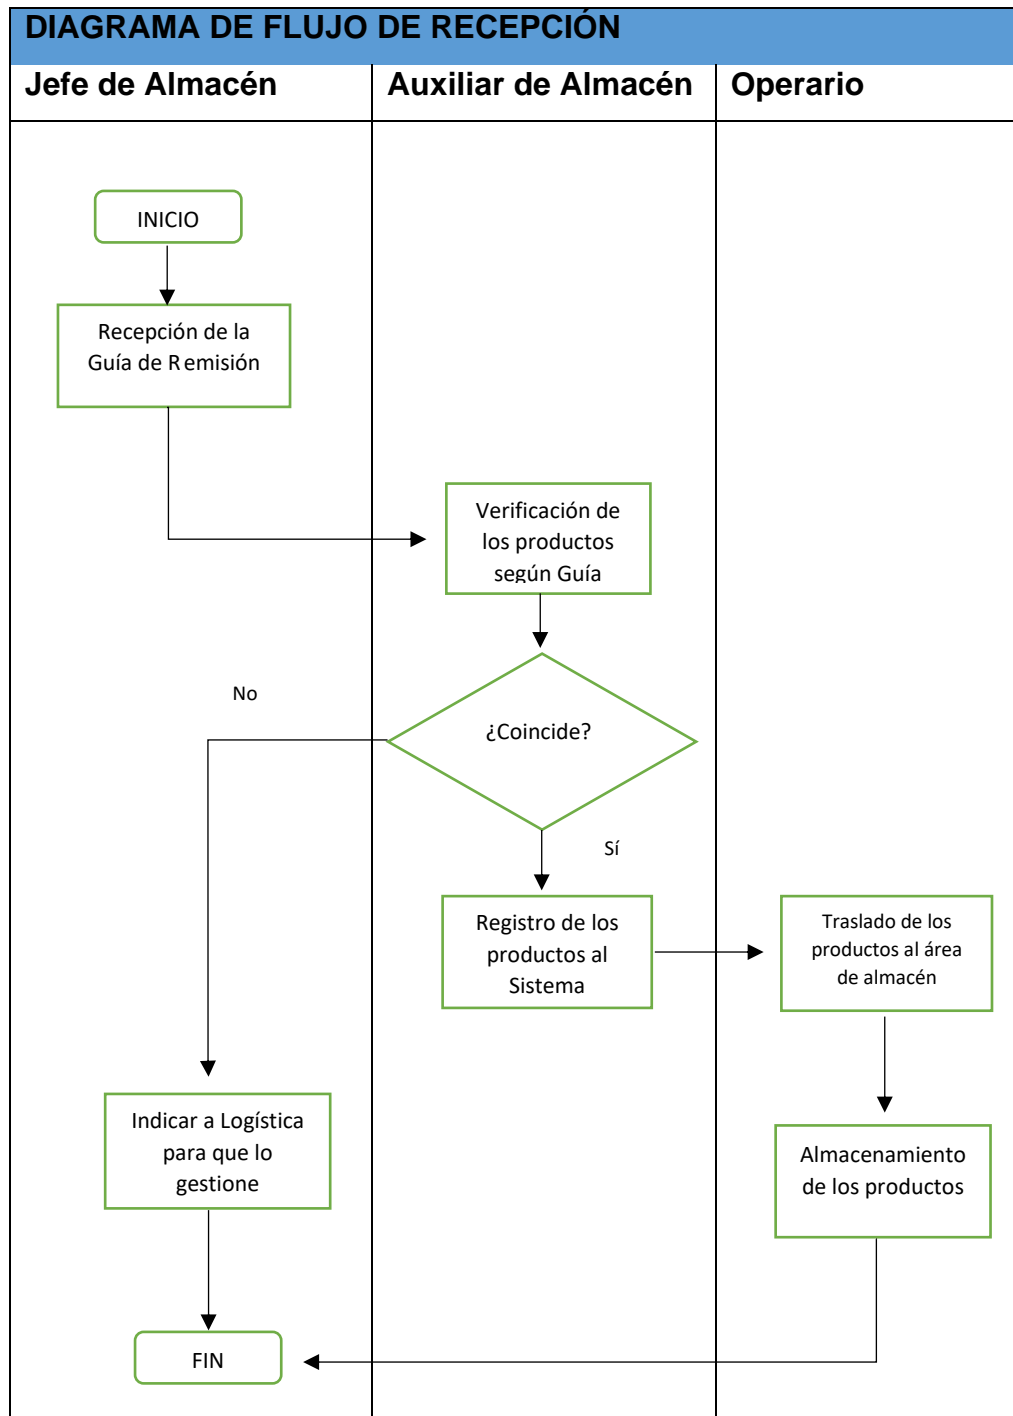 DIAGRAMA DE FLUJO DE RECEPCIÓN
Jefe de Almacén
Auxiliar de Almacén
Operario
INICIO
Recepción de la
Guía de Remisión
Verificación de
los productos
según Guía
No
¿Coincide?
Sí
Registro de los
productos al
Sistema
Traslado de los
productos al área
de almacén
Indicar a Logística
para que lo
gestione
Almacenamiento
de los productos
FIN